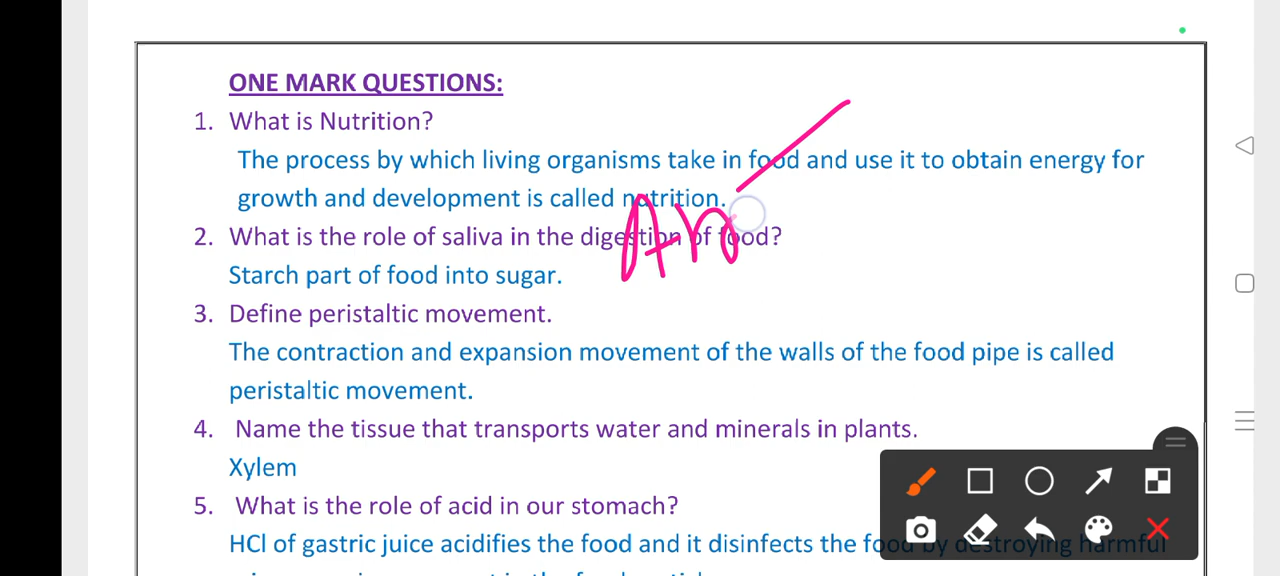 ONE MARK QUESTIONS:
1. What is Nutrition?
The process by which living organisms take in food and use it to obtain energy for
growth and development is called nutrition.
2. What is the role of saliva in the digestion of food?
Starch part of food into sugar.
3. Define peristaltic movement.
The contraction and expansion movement of the walls of the food pipe is called
peristaltic movement.
4. Name the tissue that transports water and minerals in plants.
Xylem
5. What is the role of acid in our stomach?
HCl of gastric juice acidifies the food and it disinfects the food by destroying harmful